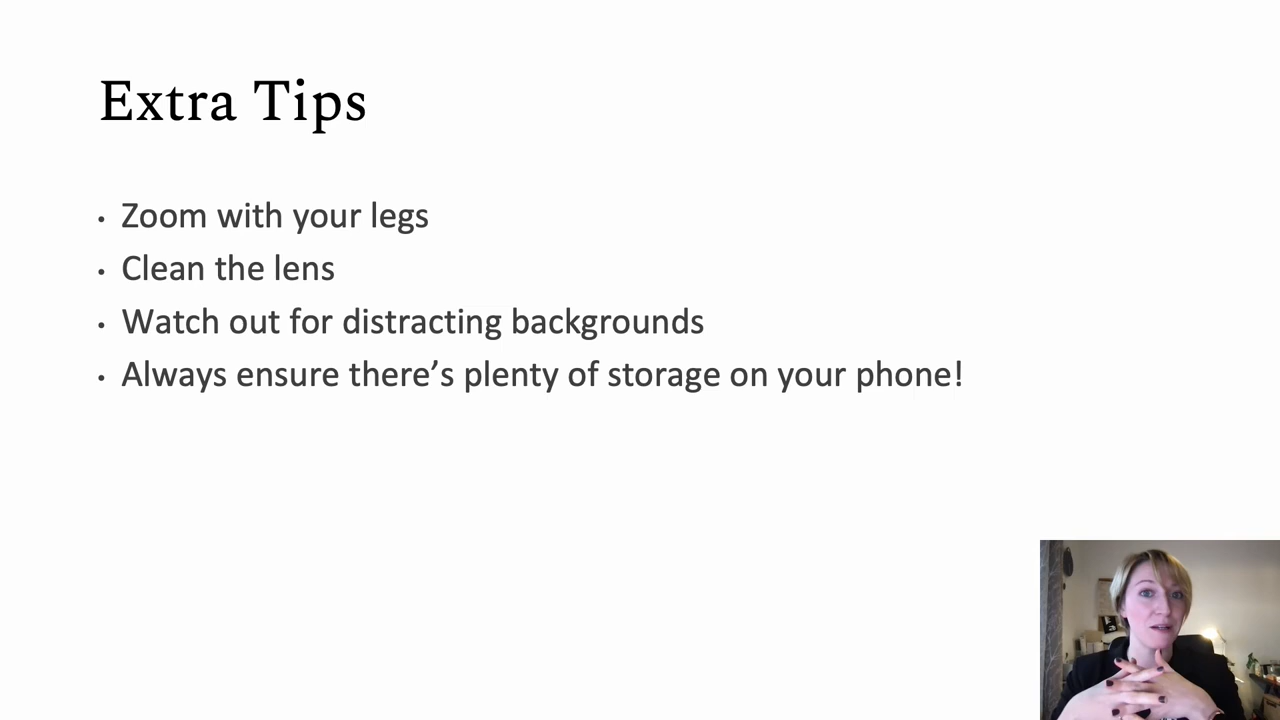 Extra Tips
• Zoom with your legs
• Clean the lens
• Watch out for distracting backgrounds
• Always ensure there’s plenty of storage on your phone!